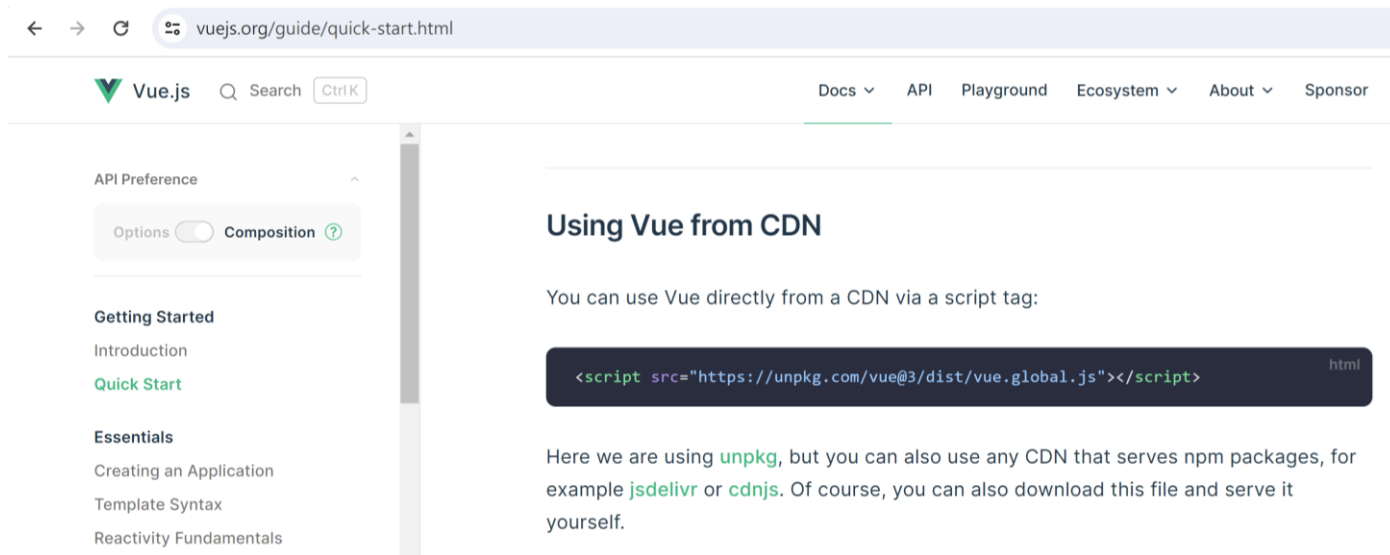 vuejs.org/guide/quick-start.html
Vue.js Search Ctrl K Docs API Playground Ecosystem About Sponsor
API Preference
Options Composition ?
Getting Started
Introduction
Quick Start
Essentials
Creating an Application
Template Syntax
Reactivity Fundamentals
Using Vue from CDN
You can use Vue directly from a CDN via a script tag:
html
<script src="https://unpkg.com/vue@3/dist/vue.global.js"></script>
Here we are using unpkg, but you can also use any CDN that serves npm packages, for
example jsdelivr or cdnjs. Of course, you can also download this file and serve it
yourself.